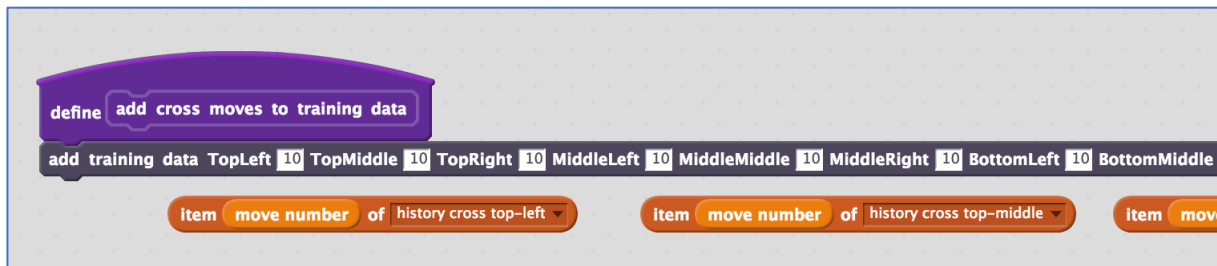 define add cross moves to training data
add training data TopLeft 10 TopMiddle 10 TopRight 10 MiddleLeft 10 MiddleMiddle 10 MiddleRight 10 BottomLeft 10 BottomMiddle
item move number of history cross top-left item move number of history cross top-middle item